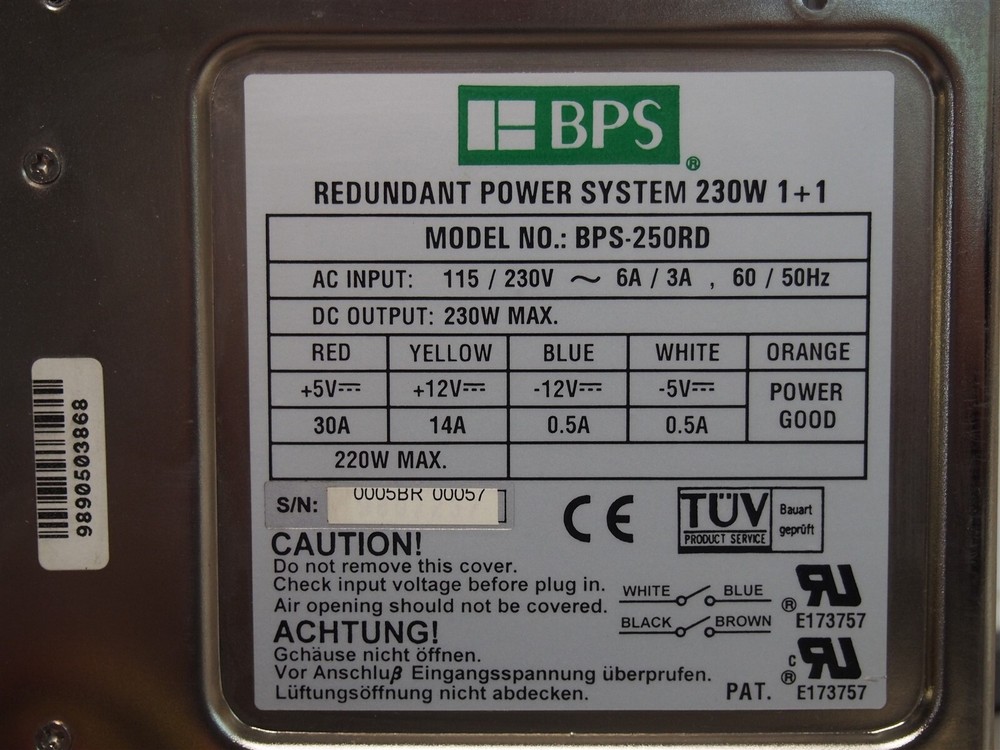 BPS
®
REDUNDANT POWER SYSTEM 230W 1+1
MODEL NO.: BPS-250RD
AC INPUT: 115 / 230V ~ 6A / 3A , 60 / 50Hz
DC OUTPUT: 230W MAX.
RED YELLOW BLUE WHITE ORANGE
+5V⎓ +12V⎓ -12V⎓ -5V⎓ POWER GOOD
30A 14A 0.5A 0.5A
220W MAX.
S/N: 0005BR 00057
CE
TÜV
PRODUCT SERVICE
Bauart
geprüft
CAUTION!
Do not remove this cover.
Check input voltage before plug in.
Air opening should not be covered.
WHITE BLUE
BLACK BROWN
ACHTUNG!
Gchäuse nicht öffnen.
Vor Anschluβ Eingangsspannung überprufen.
Lüftungsöffnung nicht abdecken.
RU ®
E173757
c RU ®
PAT. E173757
9890503868